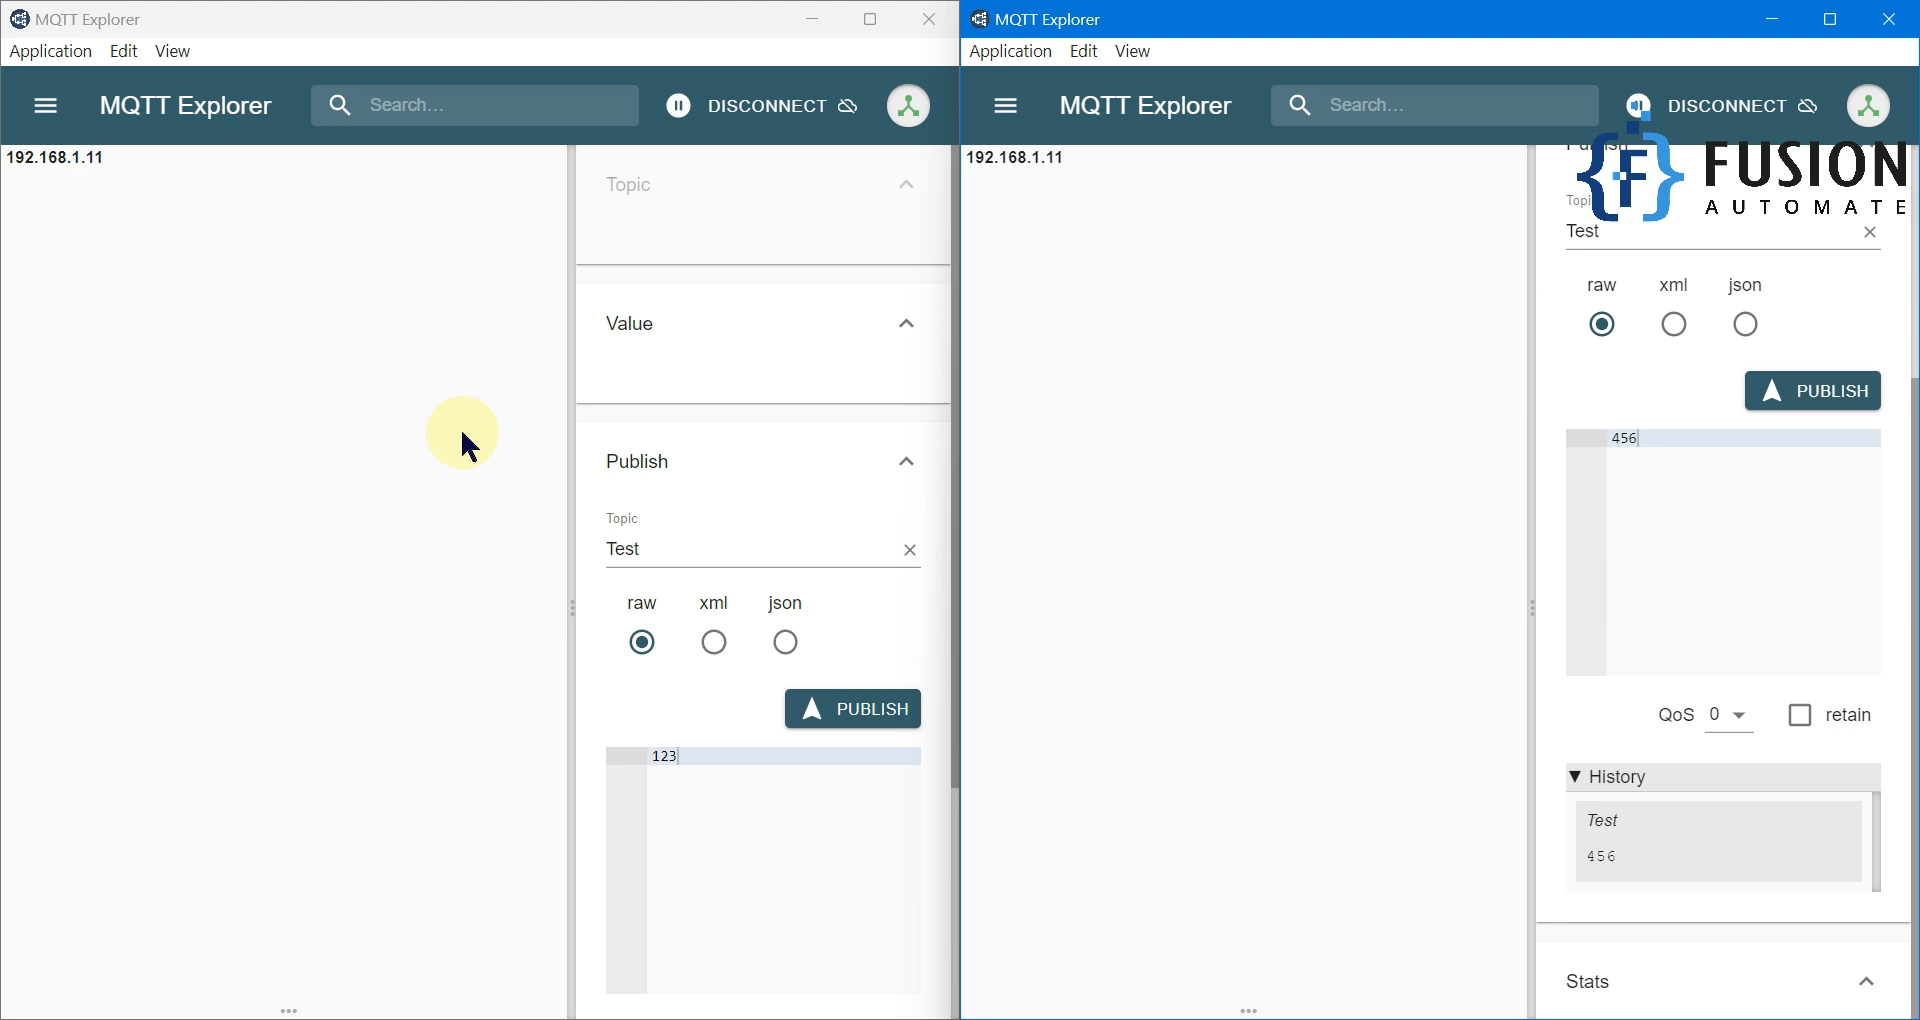 MQTT Explorer
Application Edit View
MQTT Explorer Search... DISCONNECT
192.168.1.11
Topic
Value
Publish
Topic
Test
raw xml json
PUBLISH
123
MQTT Explorer
Application Edit View
MQTT Explorer Search... DISCONNECT
192.168.1.11
Publish
FUSION
AUTOMATE
Topi
Test
raw xml json
PUBLISH
456
QoS 0 retain
History
Test
456
Stats